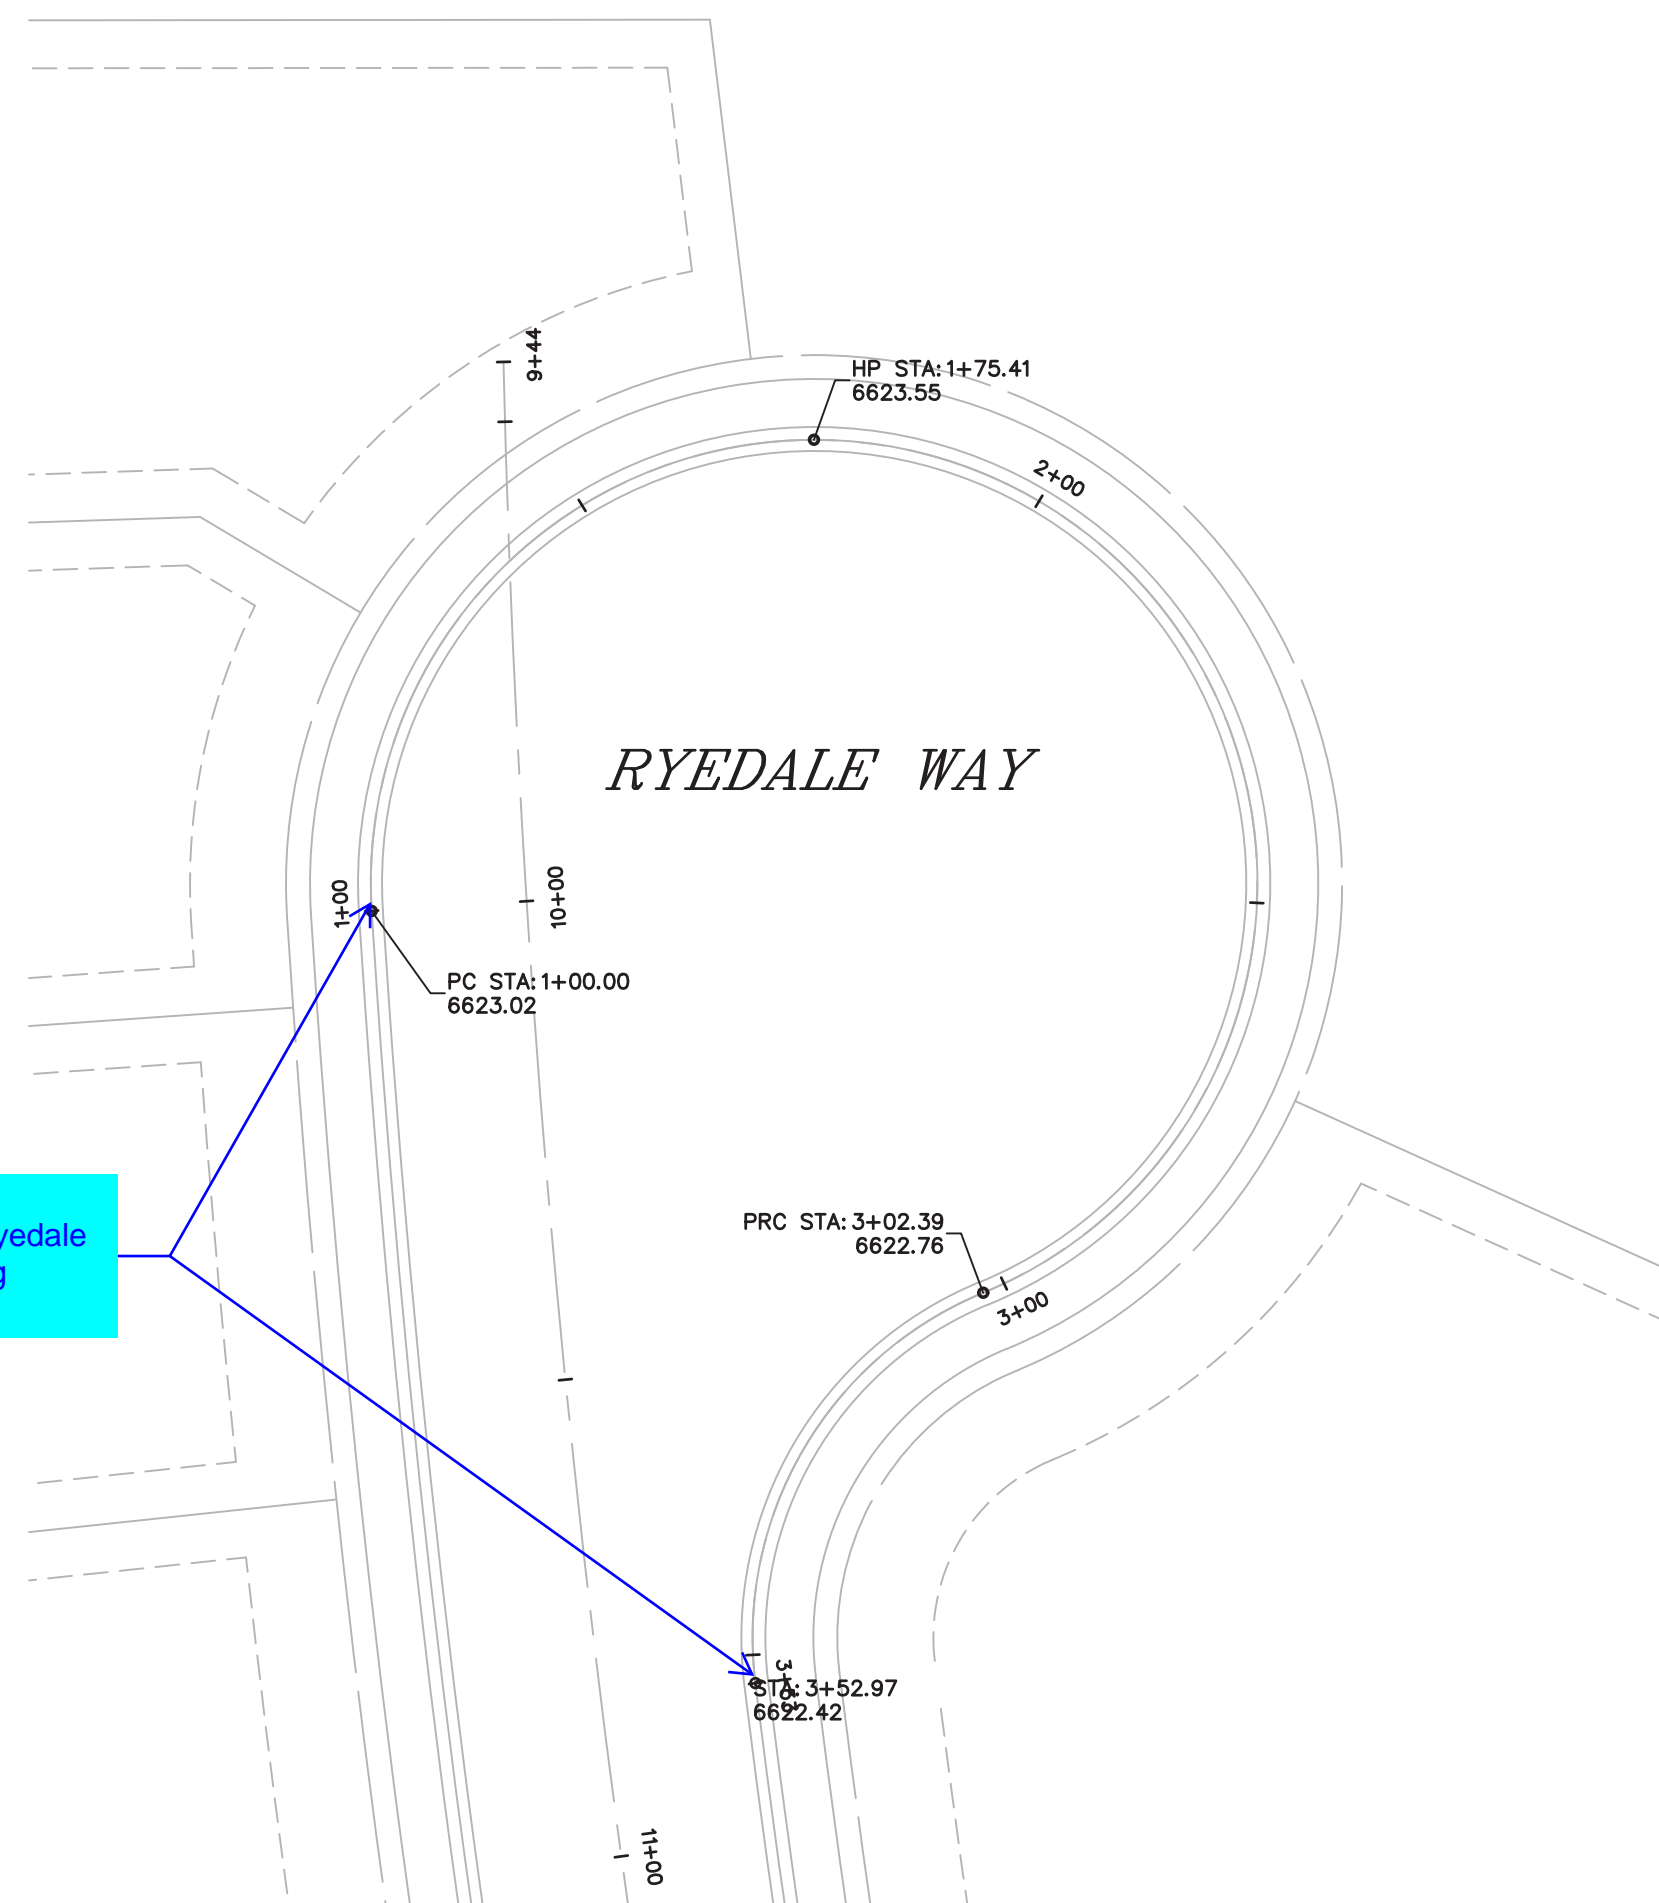 9+44
HP STA: 1+75.41
6623.55
2+00
RYEDALE WAY
1+00
10+00
PC STA: 1+00.00
6623.02
yedale
g
PRC STA: 3+02.39
6622.76
3+00
3+53
STA: 3+52.97
6622.42
11+00